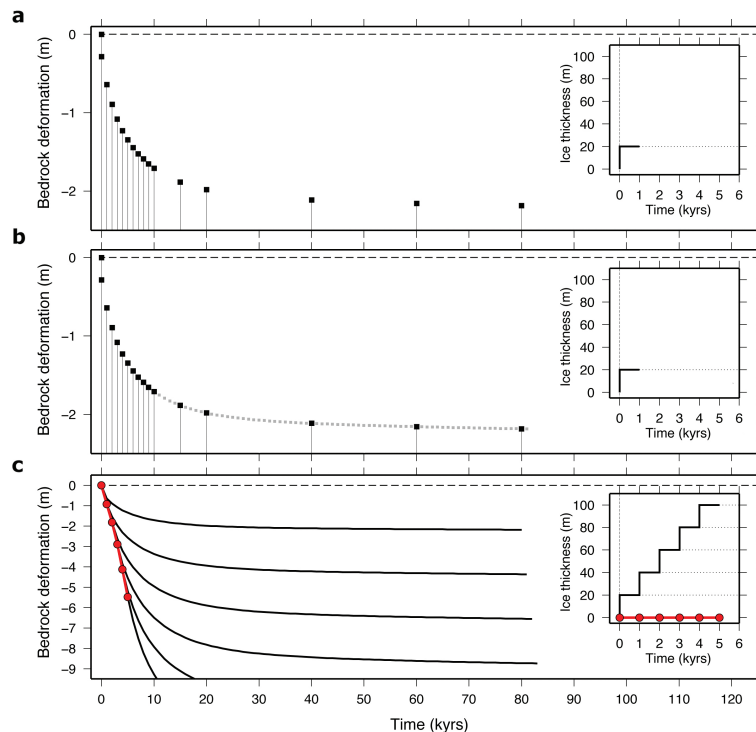 a
Bedrock deformation (m)
0
−1
−2
Ice thickness (m)
100
80
60
40
20
0
0 1 2 3 4 5 6
Time (kyrs)
b
Bedrock deformation (m)
0
−1
−2
Ice thickness (m)
100
80
60
40
20
0
0 1 2 3 4 5 6
Time (kyrs)
c
Bedrock deformation (m)
0
−1
−2
−3
−4
−5
−6
−7
−8
−9
Ice thickness (m)
100
80
60
40
20
0
0 1 2 3 4 5 6
Time (kyrs)
0 10 20 30 40 50 60 70 80 90 100 110 120
Time (kyrs)